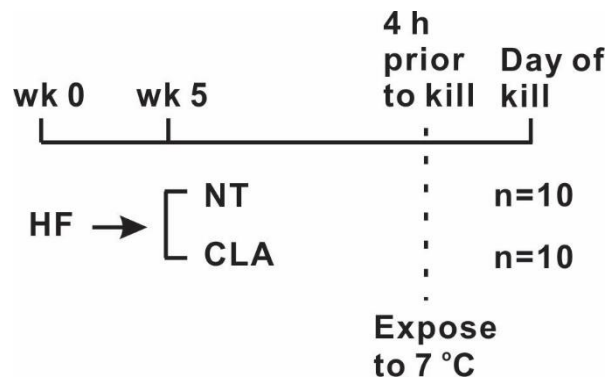 4 h
prior
to kill
Day of
kill
wk 0
wk 5
HF
NT
CLA
n=10
n=10
Expose
to 7 °C